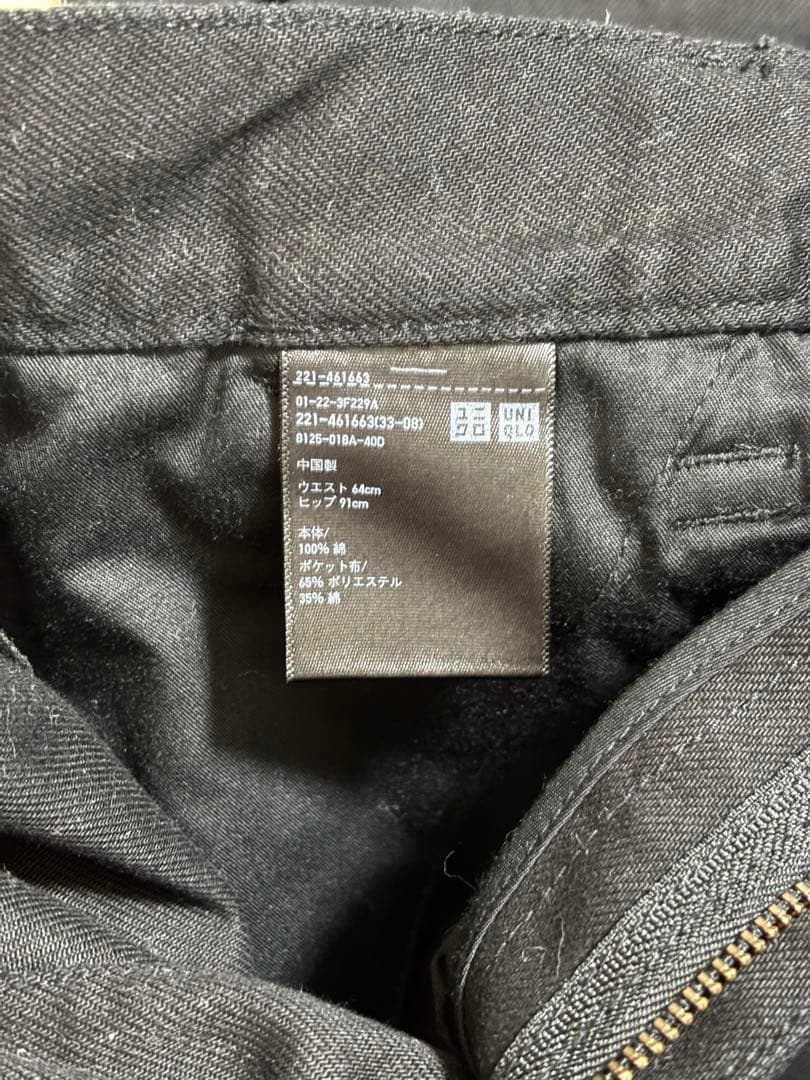 221-461663
01-22-3F229A
221-461663(33-08)
8125-018A-40D
ユニ
クロ
UNI
QLO
中国製
ウエスト 64cm
ヒップ 91cm
本体/
100% 綿
ポケット布/
65% ポリエステル
35% 綿